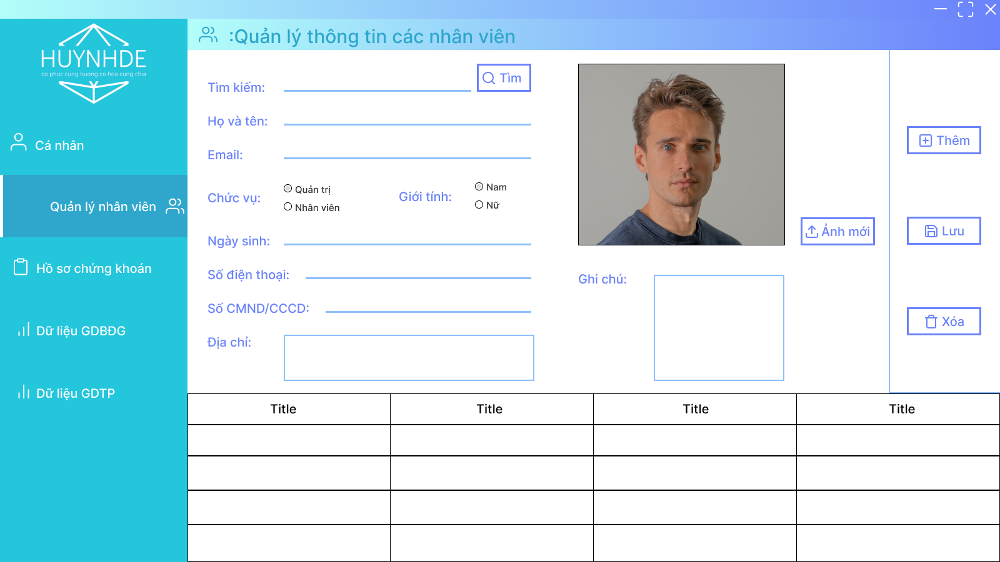 HUYNHDE
co phuc cung huong co hoa cung chia
Cá nhân
Quản lý nhân viên
Hồ sơ chứng khoán
Dữ liệu GDBĐG
Dữ liệu GDTP
:Quản lý thông tin các nhân viên
Tìm kiếm:
Tìm
Họ và tên:
Email:
Chức vụ:
Quản trị
Nhân viên
Giới tính:
Nam
Nữ
Ngày sinh:
Số điện thoại:
Số CMND/CCCD:
Địa chỉ:
Ảnh mới
Ghi chú:
Thêm
Lưu
Xóa
Title Title Title Title